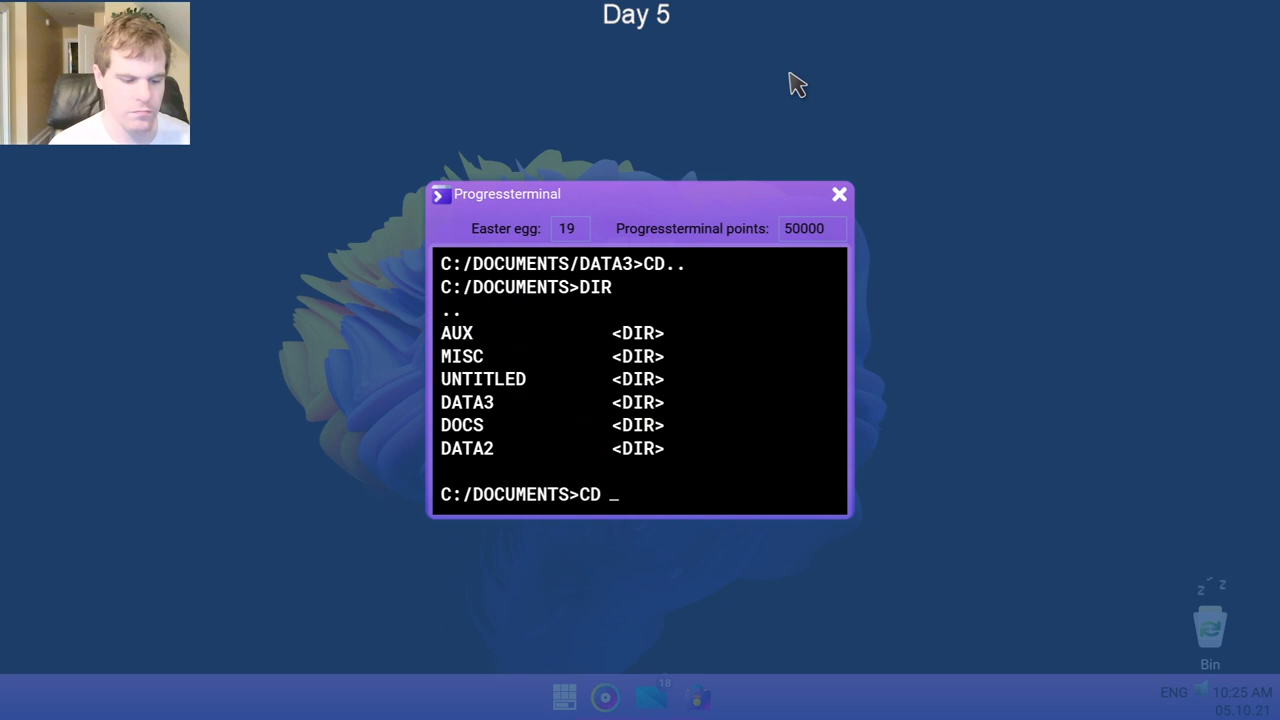 Day 5
Progressterminal
Easter egg: 19 Progressterminal points: 50000
C:/DOCUMENTS/DATA3>CD..
C:/DOCUMENTS>DIR
..
AUX <DIR>
MISC <DIR>
UNTITLED <DIR>
DATA3 <DIR>
DOCS <DIR>
DATA2 <DIR>
C:/DOCUMENTS>CD _
z z z
Bin
18
ENG 10:25 AM
05.10.21